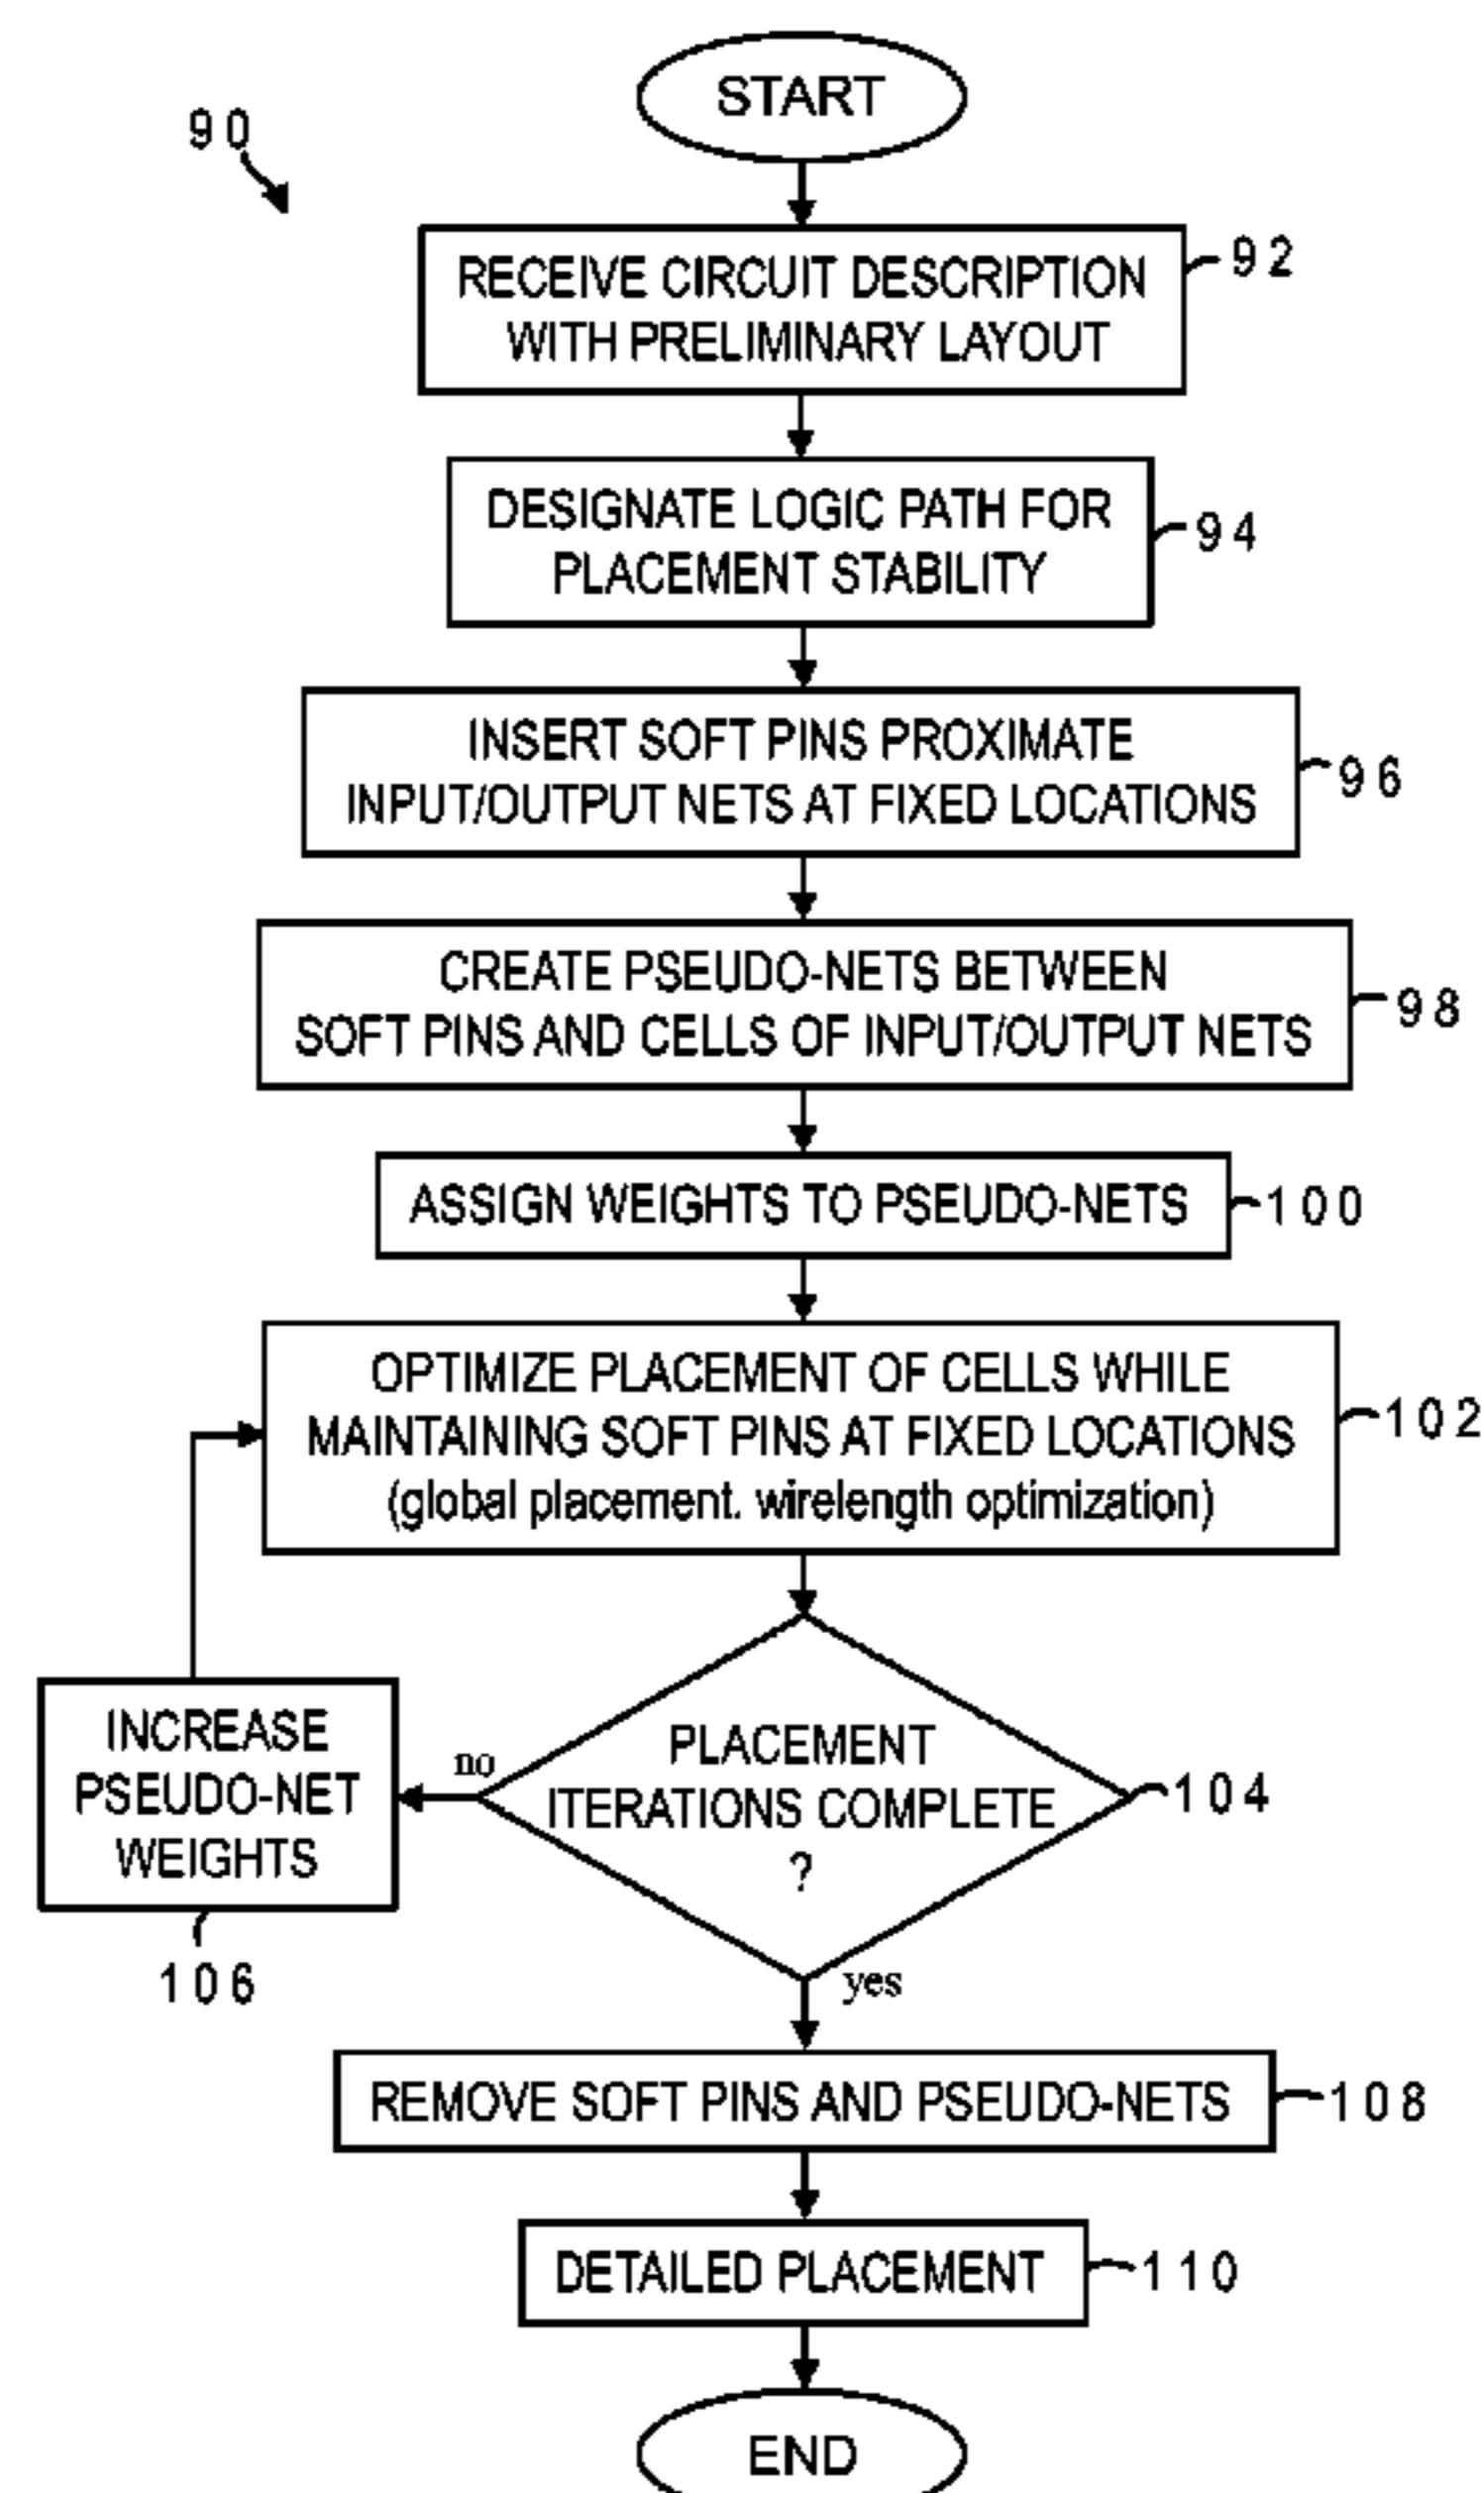 START
90
RECEIVE CIRCUIT DESCRIPTION
WITH PRELIMINARY LAYOUT
92
DESIGNATE LOGIC PATH FOR
PLACEMENT STABILITY
94
INSERT SOFT PINS PROXIMATE
INPUT/OUTPUT NETS AT FIXED LOCATIONS
96
CREATE PSEUDO-NETS BETWEEN
SOFT PINS AND CELLS OF INPUT/OUTPUT NETS
98
ASSIGN WEIGHTS TO PSEUDO-NETS
100
OPTIMIZE PLACEMENT OF CELLS WHILE
MAINTAINING SOFT PINS AT FIXED LOCATIONS
(global placement. wirelength optimization)
102
PLACEMENT
ITERATIONS COMPLETE
?
104
no
INCREASE
PSEUDO-NET
WEIGHTS
106
yes
REMOVE SOFT PINS AND PSEUDO-NETS
108
DETAILED PLACEMENT
110
END